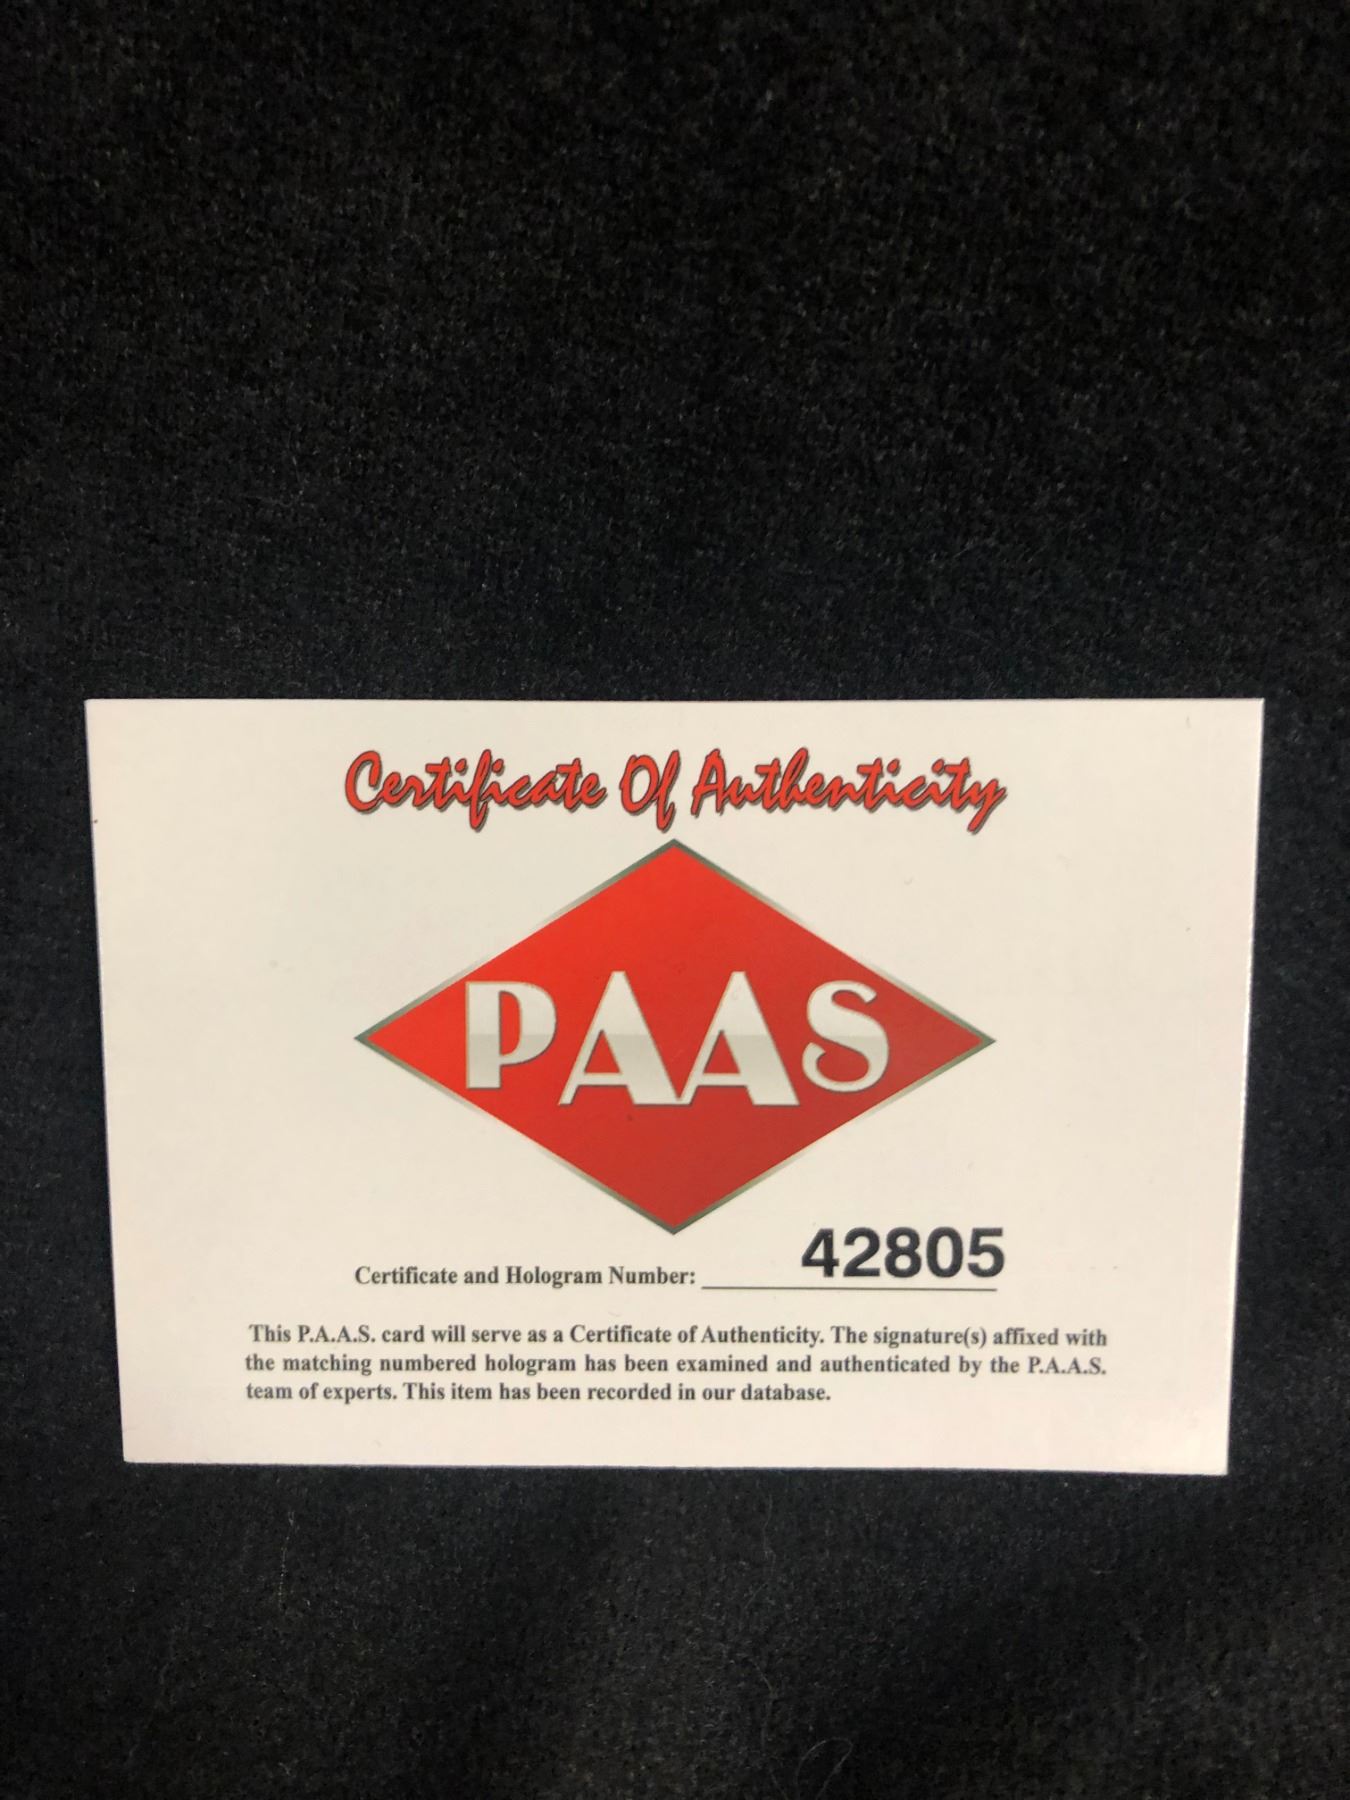 Certificate Of Authenticity
PAAS
Certificate and Hologram Number: 42805
This P.A.A.S. card will serve as a Certificate of Authenticity. The signature(s) affixed with
the matching numbered hologram has been examined and authenticated by the P.A.A.S.
team of experts. This item has been recorded in our database.